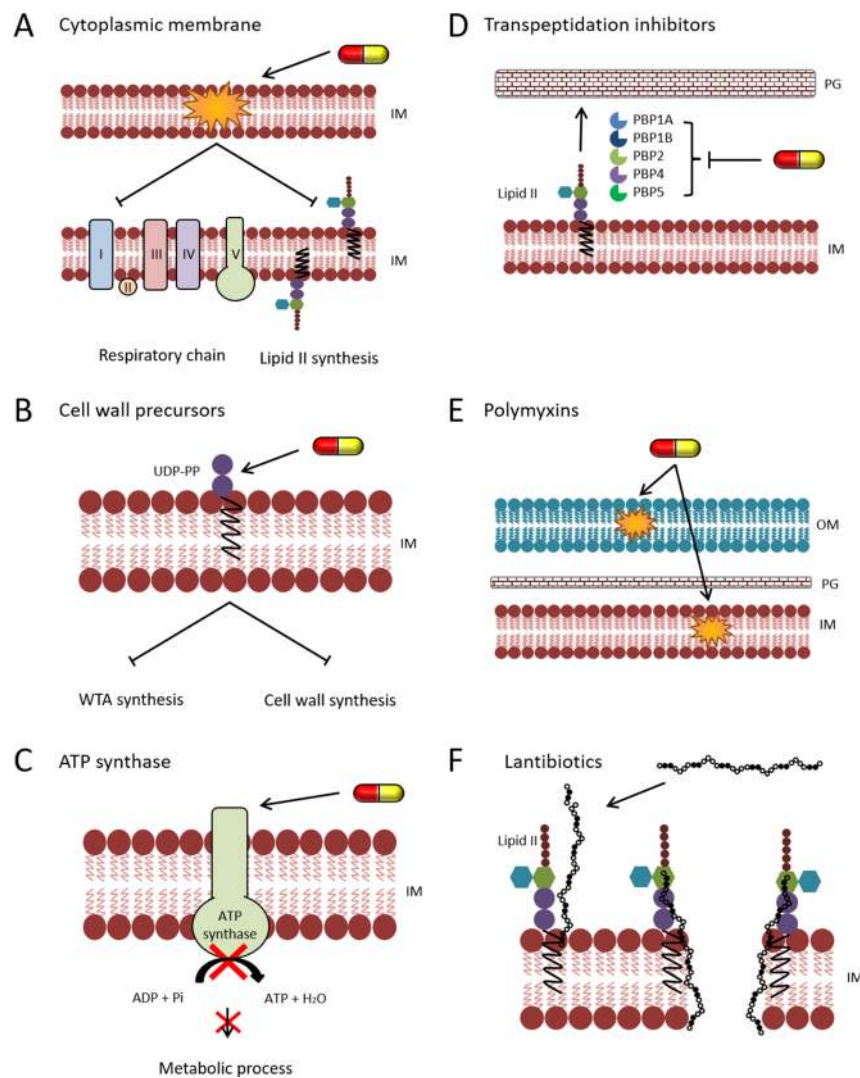 A Cytoplasmic membrane
IM
I
II
III
IV
V
IM
Respiratory chain
Lipid II synthesis
B Cell wall precursors
UDP-PP
IM
WTA synthesis
Cell wall synthesis
C ATP synthase
IM
ATP
synthase
ADP + Pi
ATP + H₂O
Metabolic process
D Transpeptidation inhibitors
PG
PBP1A
PBP1B
PBP2
PBP4
PBP5
Lipid II
IM
E Polymyxins
OM
PG
IM
F Lantibiotics
Lipid II
IM